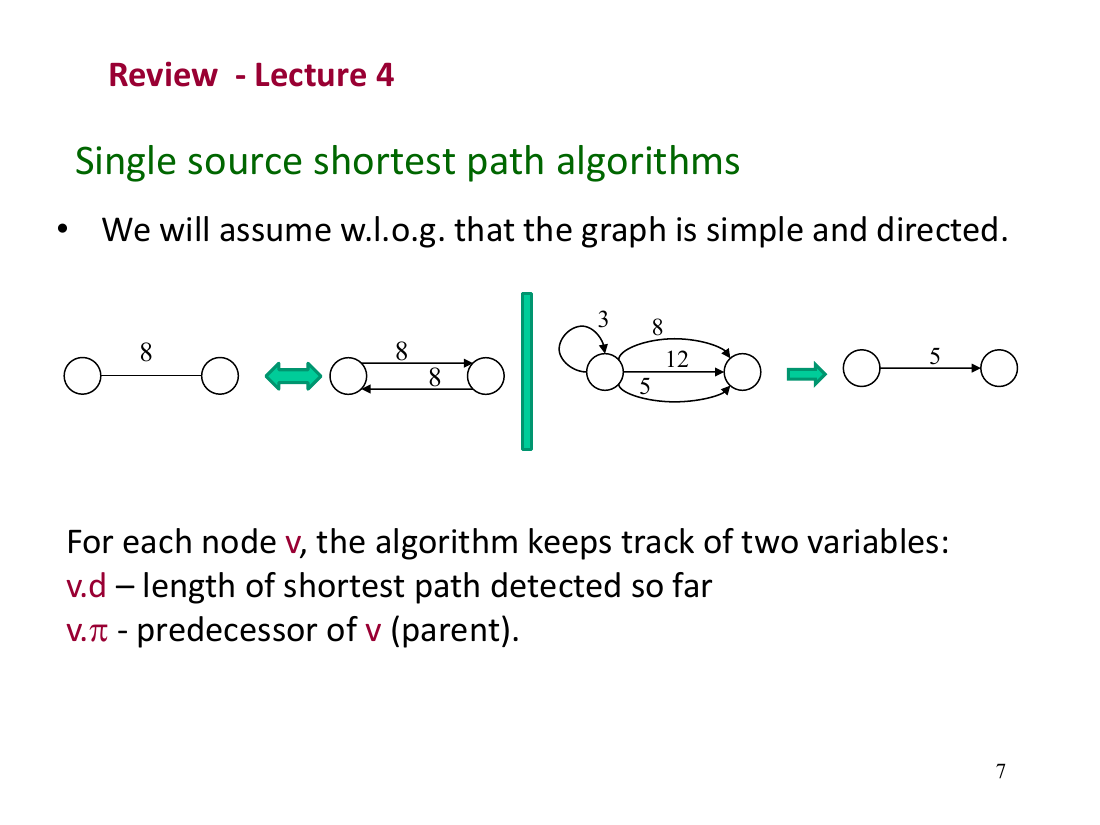 Review - Lecture 4
Single source shortest path algorithms
• We will assume w.l.o.g. that the graph is simple and directed.
8
8
8
3
8
12
5
5
For each node v, the algorithm keeps track of two variables:
v.d – length of shortest path detected so far
v.π - predecessor of v (parent).
7